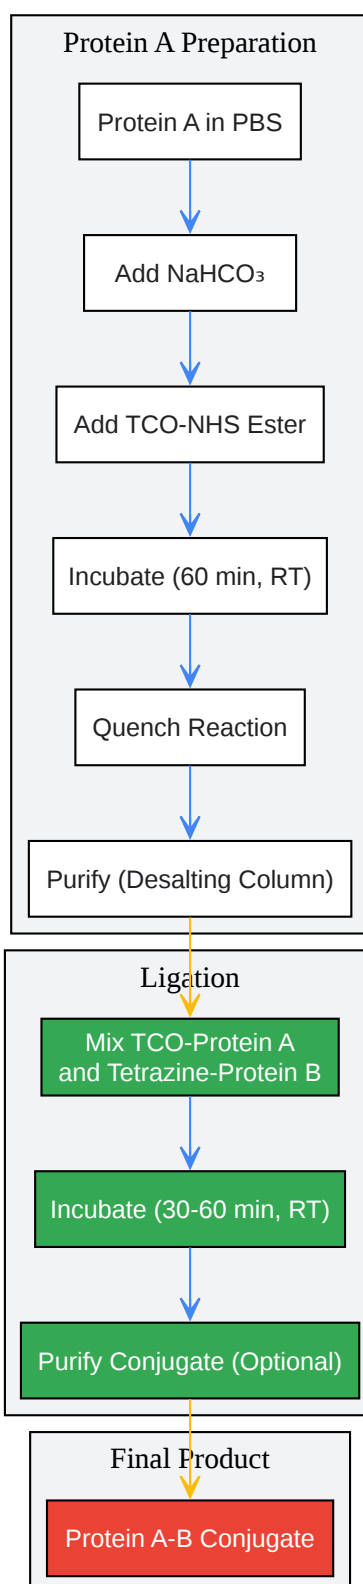 Protein A Preparation
Protein A in PBS
Add NaHCO₃
Add TCO-NHS Ester
Incubate (60 min, RT)
Quench Reaction
Purify (Desalting Column)
Ligation
Mix TCO-Protein A
and Tetrazine-Protein B
Incubate (30-60 min, RT)
Purify Conjugate (Optional)
Final Product
Protein A-B Conjugate